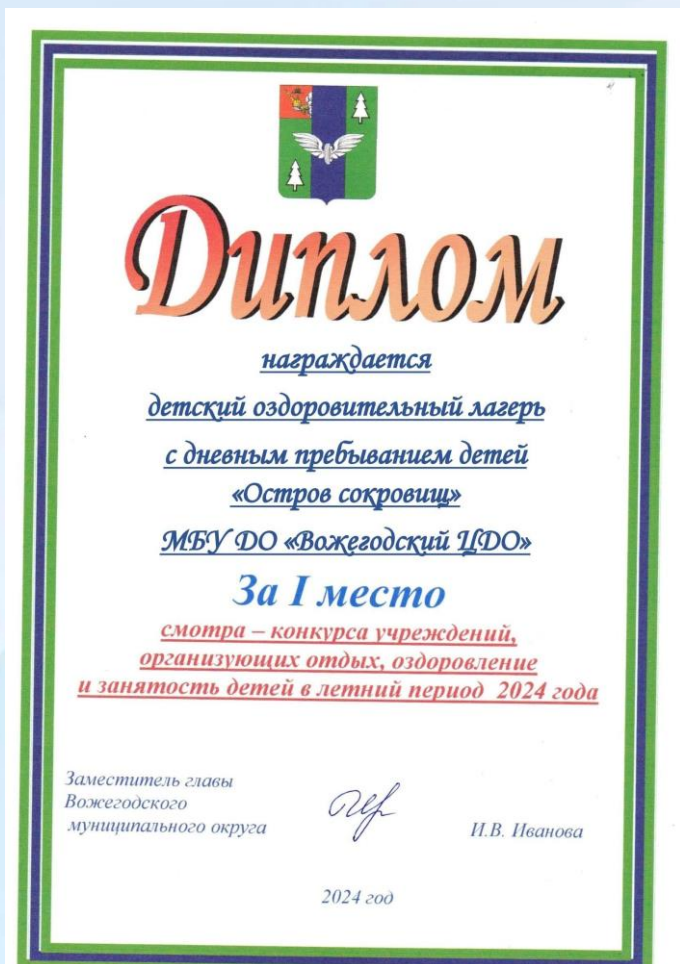 Диплом
награждается
детский оздоровительный лагерь
с дневным пребыванием детей
«Остров сокровищ»
МБУ ДО «Вожегодский ЦДО»
За I место
смотра – конкурса учреждений,
организующих отдых, оздоровление
и занятость детей в летний период 2024 года
Заместитель главы
Вожегодского
муниципального округа
И.В. Иванова
2024 год